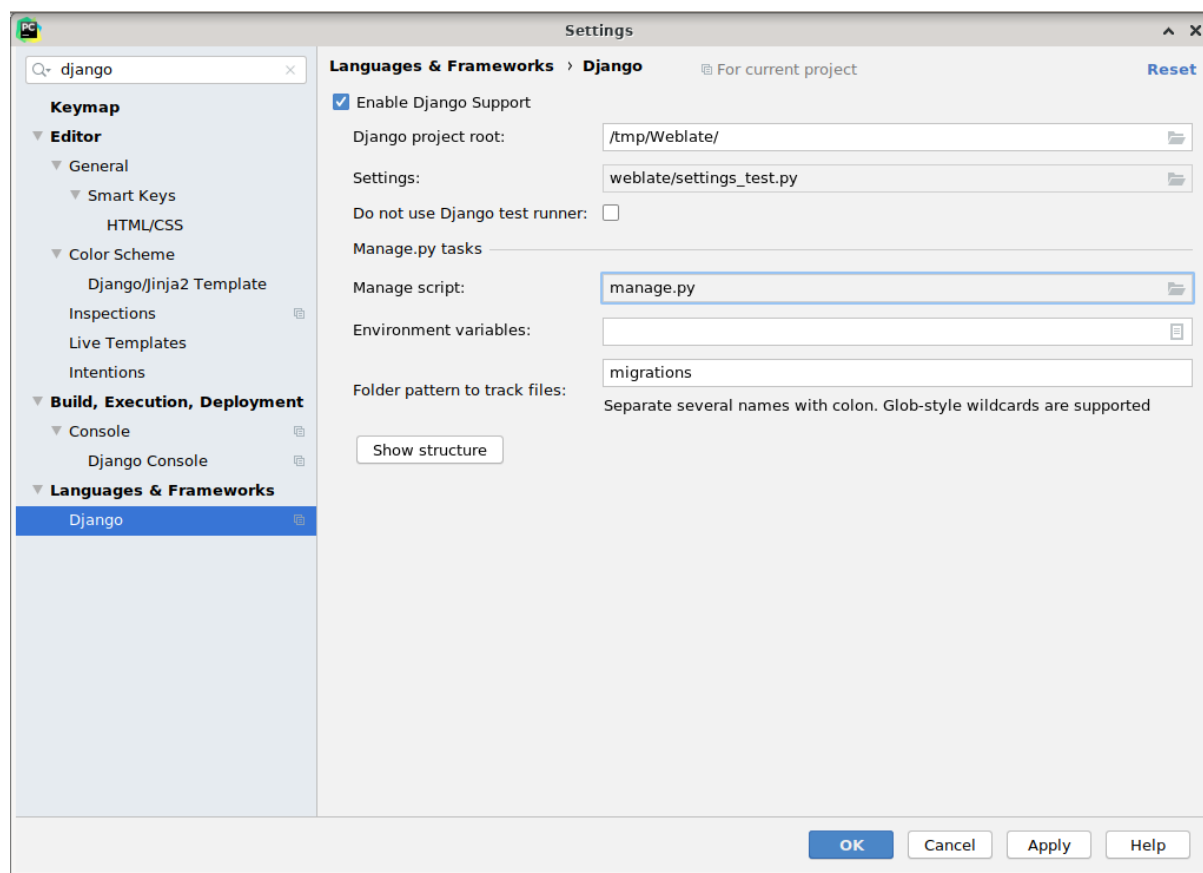 PC
Settings
django
Keymap
Editor
General
Smart Keys
HTML/CSS
Color Scheme
Django/Jinja2 Template
Inspections
Live Templates
Intentions
Build, Execution, Deployment
Console
Django Console
Languages & Frameworks
Django
Languages & Frameworks › Django
For current project
Reset
Enable Django Support
Django project root: /tmp/Weblate/
Settings: weblate/settings_test.py
Do not use Django test runner:
Manage.py tasks
Manage script: manage.py
Environment variables:
Folder pattern to track files: migrations
Separate several names with colon. Glob-style wildcards are supported
Show structure
OK Cancel Apply Help